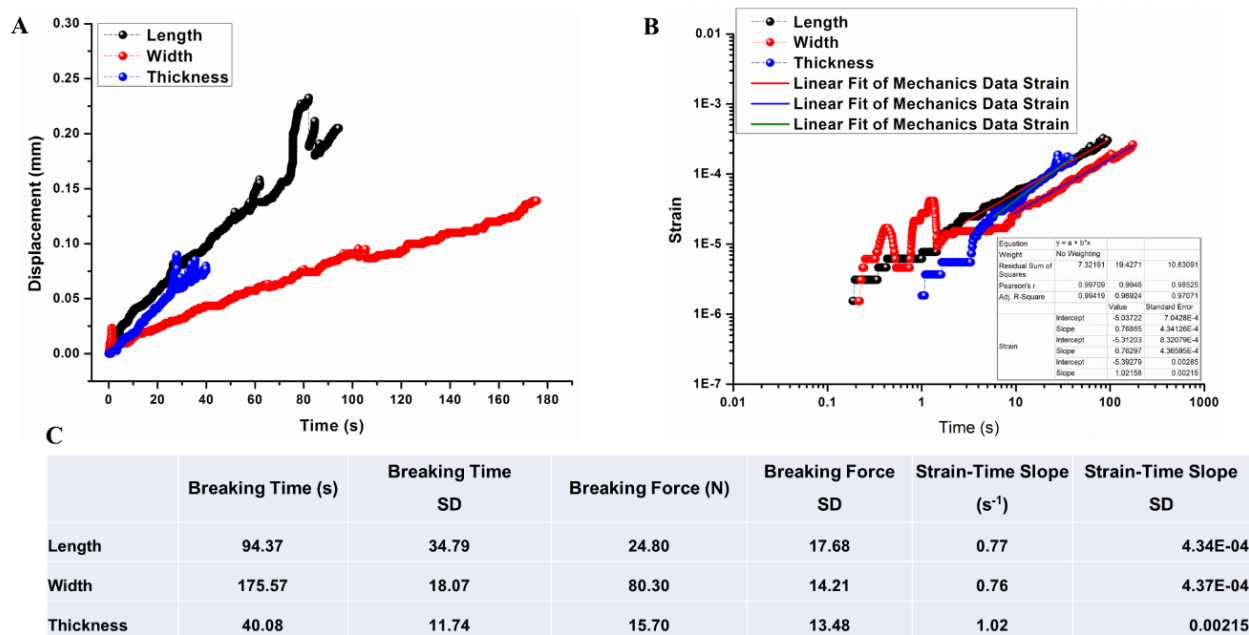 A
0.30
0.25
0.20
0.15
0.10
0.05
0.00
Displacement (mm)
Length
Width
Thickness
0 20 40 60 80 100 120 140 160 180
Time (s)
B
0.01
1E-3
1E-4
1E-5
1E-6
1E-7
Strain
Length
Width
Thickness
Linear Fit of Mechanics Data Strain
Linear Fit of Mechanics Data Strain
Linear Fit of Mechanics Data Strain
Equation y = a + b*x
Weight No Weighting
Residual Sum of Squares 7.32191 19.4271 10.63091
Pearson's r 0.99709 0.9946 0.98525
Adj. R-Square 0.99419 0.98924 0.97071
Value Standard Error
Strain
Intercept -5.03722 7.0428E-4
Slope 0.76865 4.34126E-4
Intercept -5.31203 8.32079E-4
Slope 0.76297 4.36595E-4
Intercept -5.39279 0.00285
Slope 1.02158 0.00215
0.01 0.1 1 10 100 1000
Time (s)
C
Breaking Time (s) Breaking Time SD Breaking Force (N) Breaking Force SD Strain-Time Slope (s-1) Strain-Time Slope SD
Length 94.37 34.79 24.80 17.68 0.77 4.34E-04
Width 175.57 18.07 80.30 14.21 0.76 4.37E-04
Thickness 40.08 11.74 15.70 13.48 1.02 0.00215